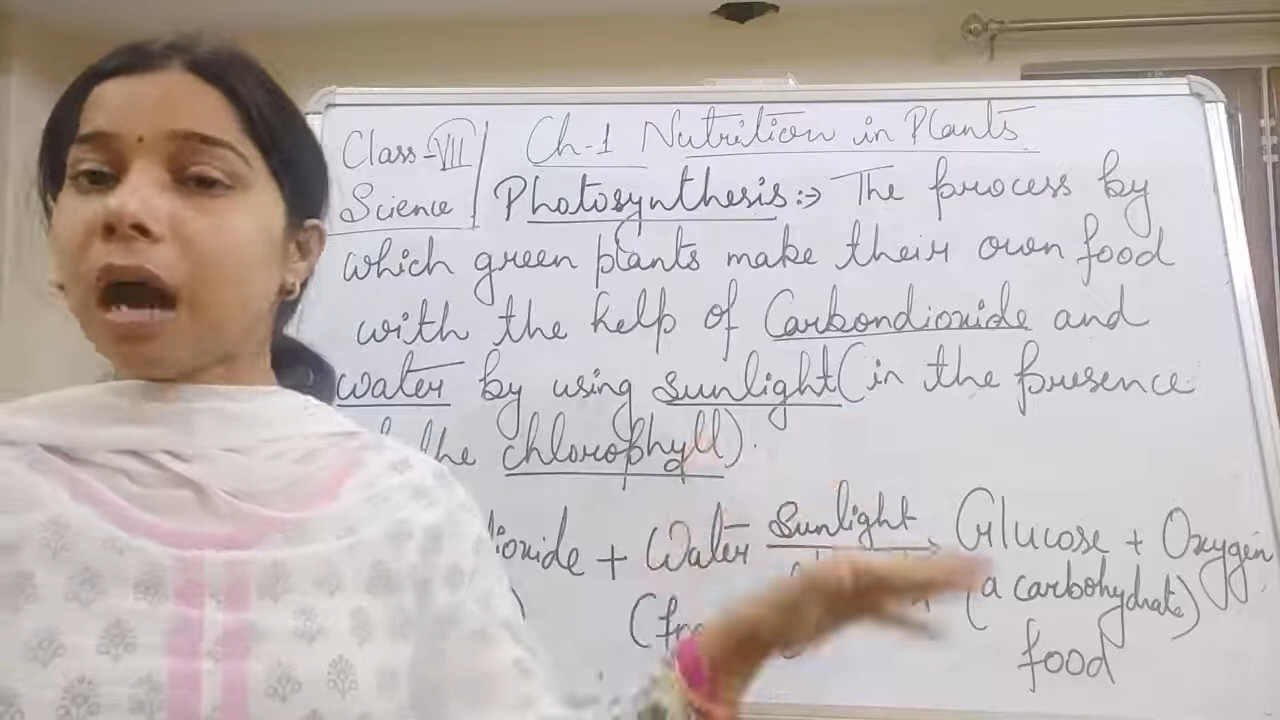 Class-VII
Science
Ch-1 Nutrition in Plants
Photosynthesis:→ The process by
which green plants make their own food
with the help of Carbondioxide and
water by using sunlight (in the presence
the chlorophyll).
+ Water Sunlight Glucose + Oxygen
(a carbohydrate)
food